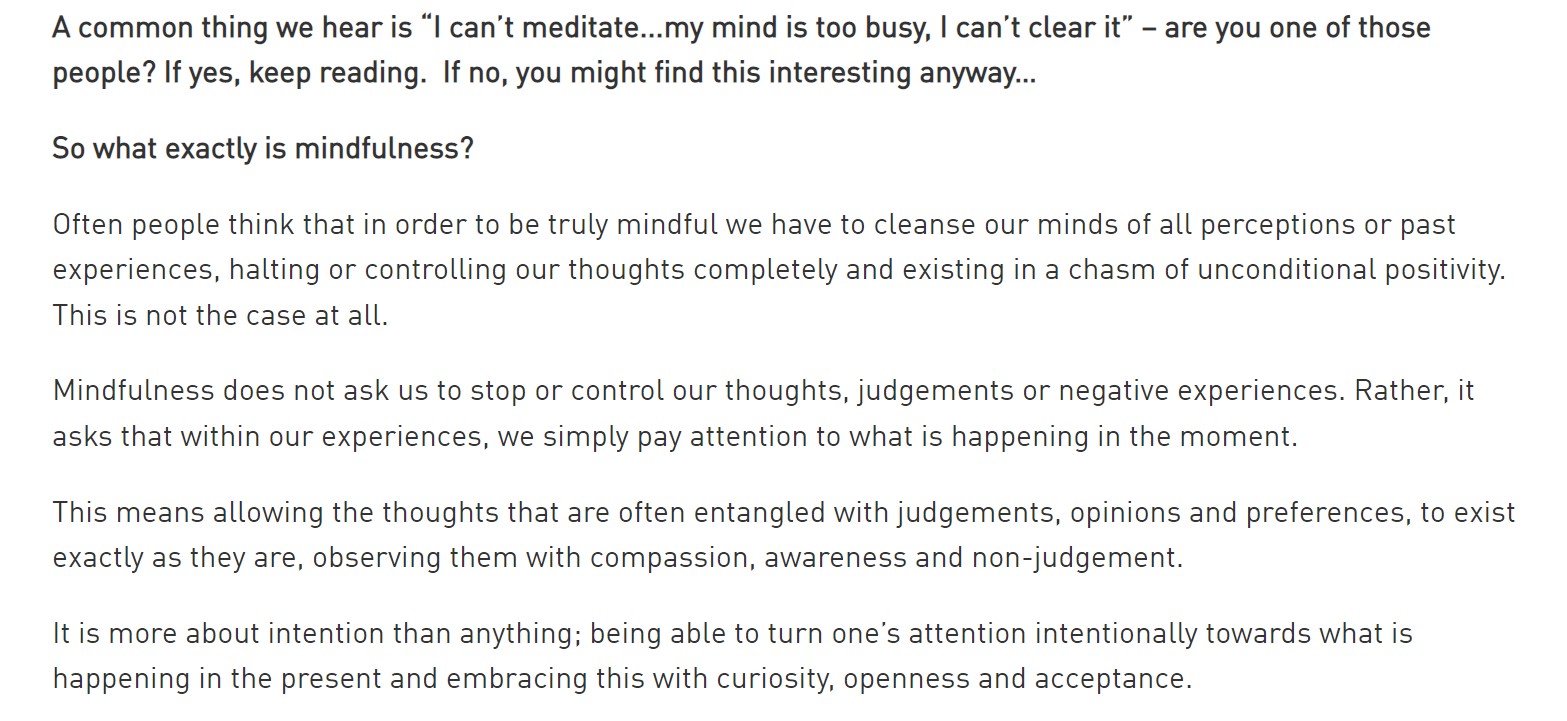 A common thing we hear is “I can’t meditate...my mind is too busy, I can’t clear it” – are you one of those
people? If yes, keep reading.  If no, you might find this interesting anyway...
So what exactly is mindfulness?
Often people think that in order to be truly mindful we have to cleanse our minds of all perceptions or past
experiences, halting or controlling our thoughts completely and existing in a chasm of unconditional positivity.
This is not the case at all.
Mindfulness does not ask us to stop or control our thoughts, judgements or negative experiences. Rather, it
asks that within our experiences, we simply pay attention to what is happening in the moment.
This means allowing the thoughts that are often entangled with judgements, opinions and preferences, to exist
exactly as they are, observing them with compassion, awareness and non-judgement.
It is more about intention than anything; being able to turn one’s attention intentionally towards what is
happening in the present and embracing this with curiosity, openness and acceptance.